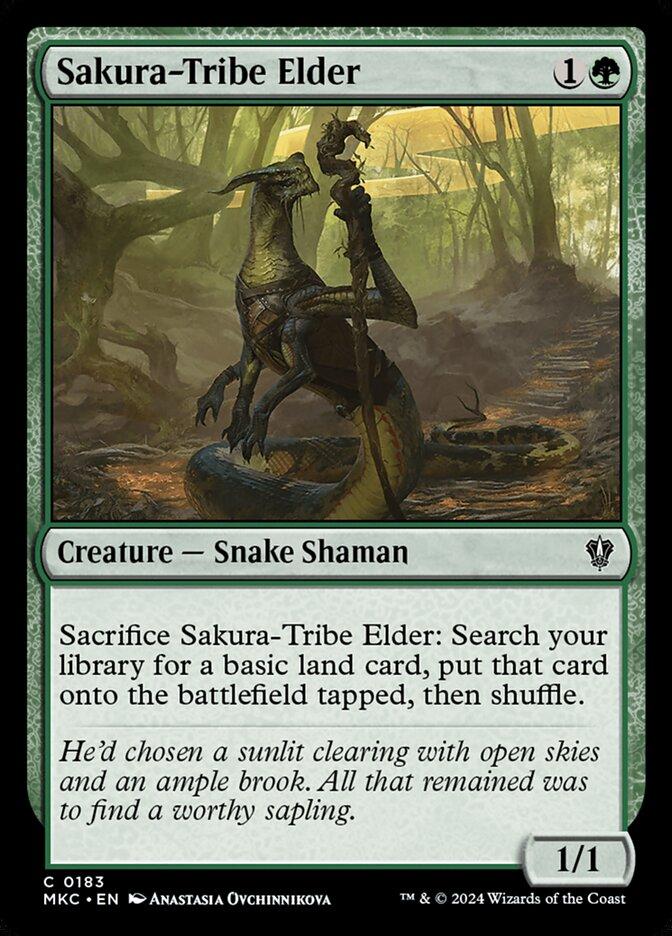 Sakura-Tribe Elder 1
Creature — Snake Shaman
Sacrifice Sakura-Tribe Elder: Search your
library for a basic land card, put that card
onto the battlefield tapped, then shuffle.
He'd chosen a sunlit clearing with open skies
and an ample brook. All that remained was
to find a worthy sapling.
1/1
C 0183
MKC • EN Anastasia Ovchinnikova ™ & © 2024 Wizards of the Coast